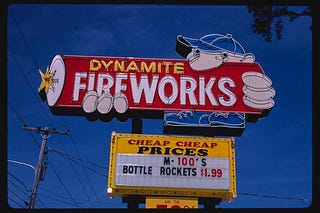 DYNAMITE
FIREWORKS
CHEAP CHEAP
PRICES
M-100'S
BOTTLE ROCKETS $1.99